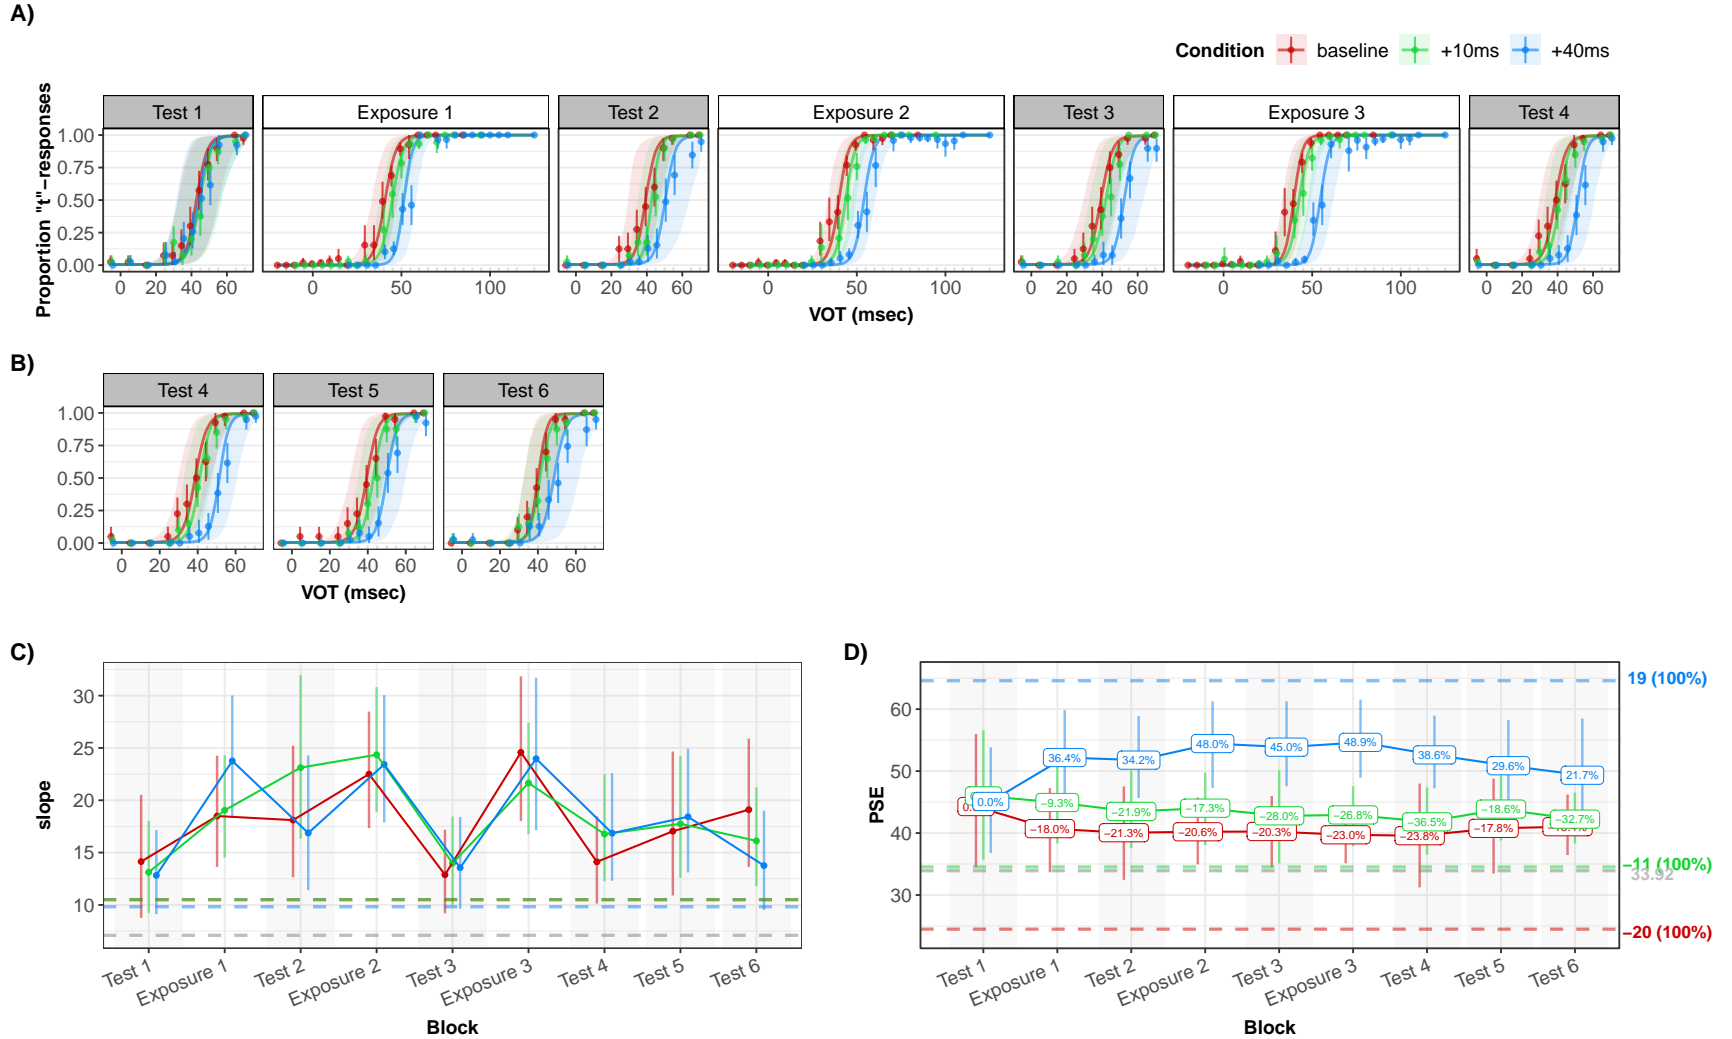 A)
Condition baseline +10ms +40ms
Proportion "t"−responses
Test 1 Exposure 1 Test 2 Exposure 2 Test 3 Exposure 3 Test 4
1.00
0.75
0.50
0.25
0.00
0 20 40 60 0 50 100 0 20 40 60 0 50 100 0 20 40 60 0 50 100 0 20 40 60
VOT (msec)
B)
Test 4 Test 5 Test 6
1.00
0.75
0.50
0.25
0.00
0 20 40 60 0 20 40 60 0 20 40 60
VOT (msec)
C)
slope
30
25
20
15
10
Test 1 Exposure 1 Test 2 Exposure 2 Test 3 Exposure 3 Test 4 Test 5 Test 6
Block
D)
PSE
60
50
40
30
19 (100%)
−11 (100%)
33.92
−20 (100%)
0.0% 36.4% 34.2% 48.0% 45.0% 48.9% 38.6% 29.6% 21.7%
−9.3% −21.9% −17.3% −28.0% −26.8% −36.5% −18.6% −32.7%
−18.0% −21.3% −20.6% −20.3% −23.0% −23.8% −17.8%
Test 1 Exposure 1 Test 2 Exposure 2 Test 3 Exposure 3 Test 4 Test 5 Test 6
Block